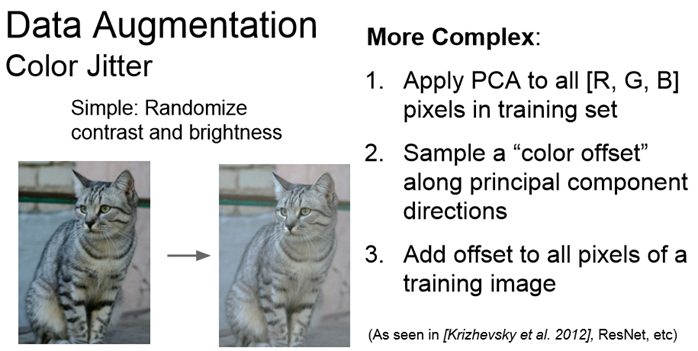 Data Augmentation
Color Jitter
Simple: Randomize
contrast and brightness
More Complex:
1. Apply PCA to all [R, G, B]
pixels in training set
2. Sample a “color offset”
along principal component
directions
3. Add offset to all pixels of a
training image
(As seen in [Krizhevsky et al. 2012], ResNet, etc)